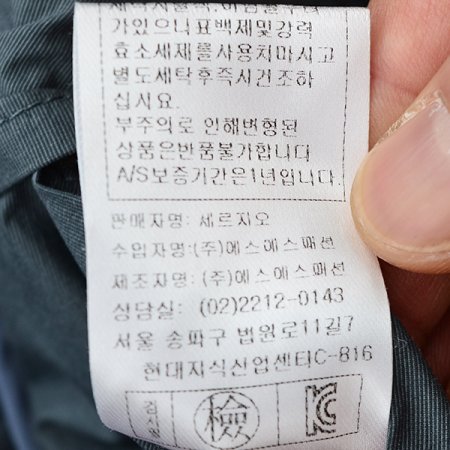 가있으니표백제및강력
효소세제를사용치마시고
별도세탁후즉시건조하
십시요.
부주의로 인해변형된
상품은반품불가합니다
A/S보증기간은1년입니다.
판매자명: 세르지오
수입자명:(주)에스에스패션
제조자명: (주)에스에스패션
상담실: (02)2212-0143
서울 송파구 법원로11길7
현대지식산업센타C-816
檢